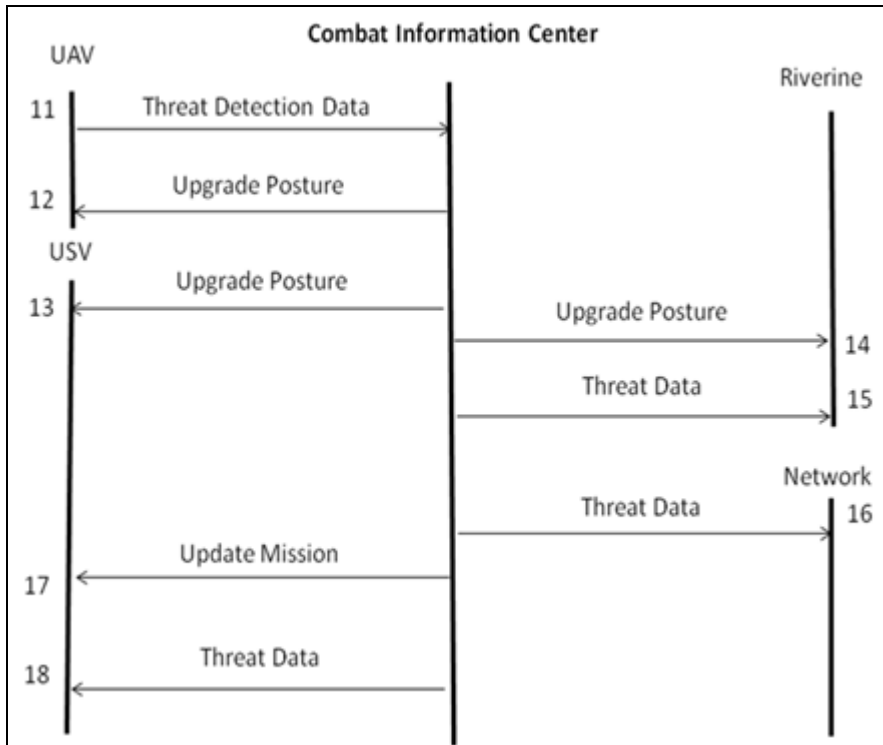 Combat Information Center
UAV
Riverine
11
Threat Detection Data
Upgrade Posture
12
USV
Upgrade Posture
13
Upgrade Posture
14
Threat Data
15
Network
Threat Data
16
Update Mission
17
Threat Data
18